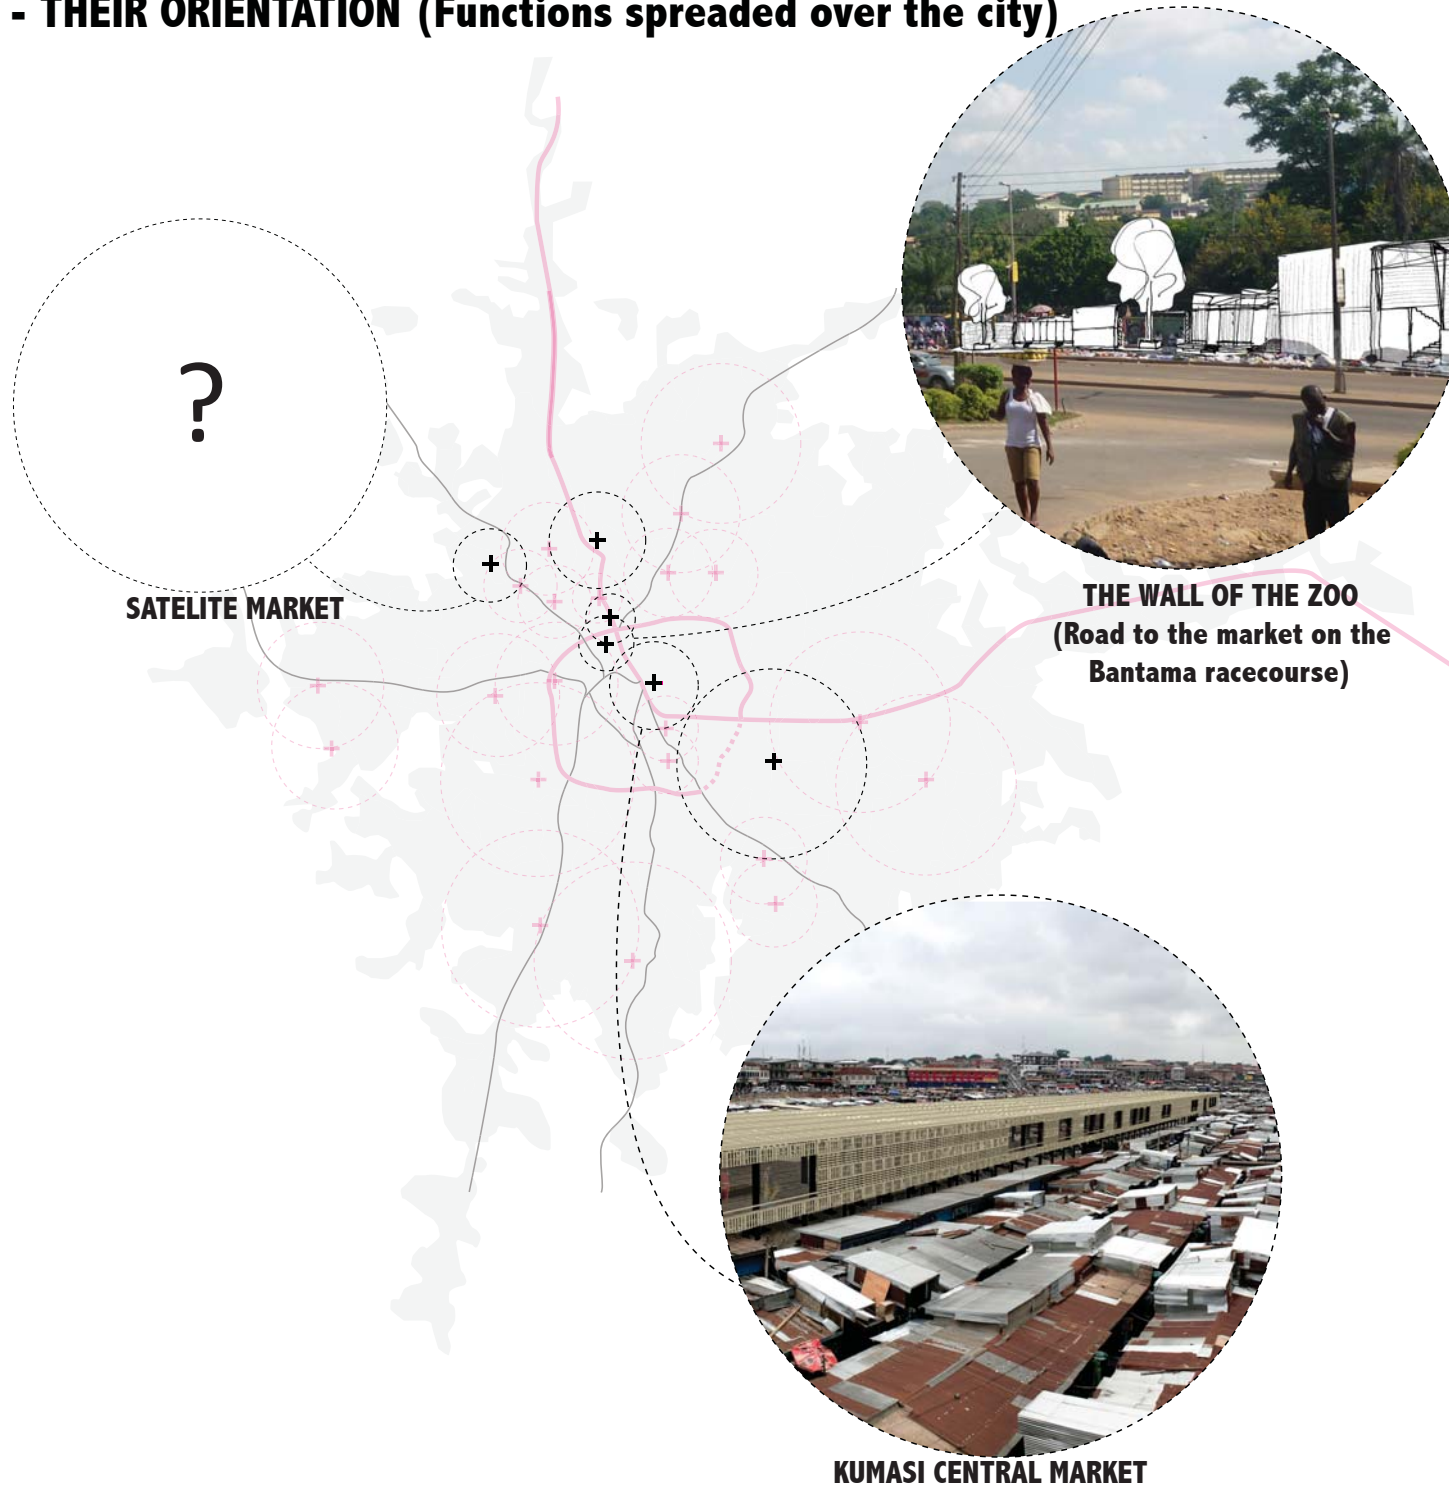 - THEIR ORIENTATION (Functions spreaded over the city)
?
SATELITE MARKET
THE WALL OF THE ZOO
(Road to the market on the
Bantama racecourse)
KUMASI CENTRAL MARKET